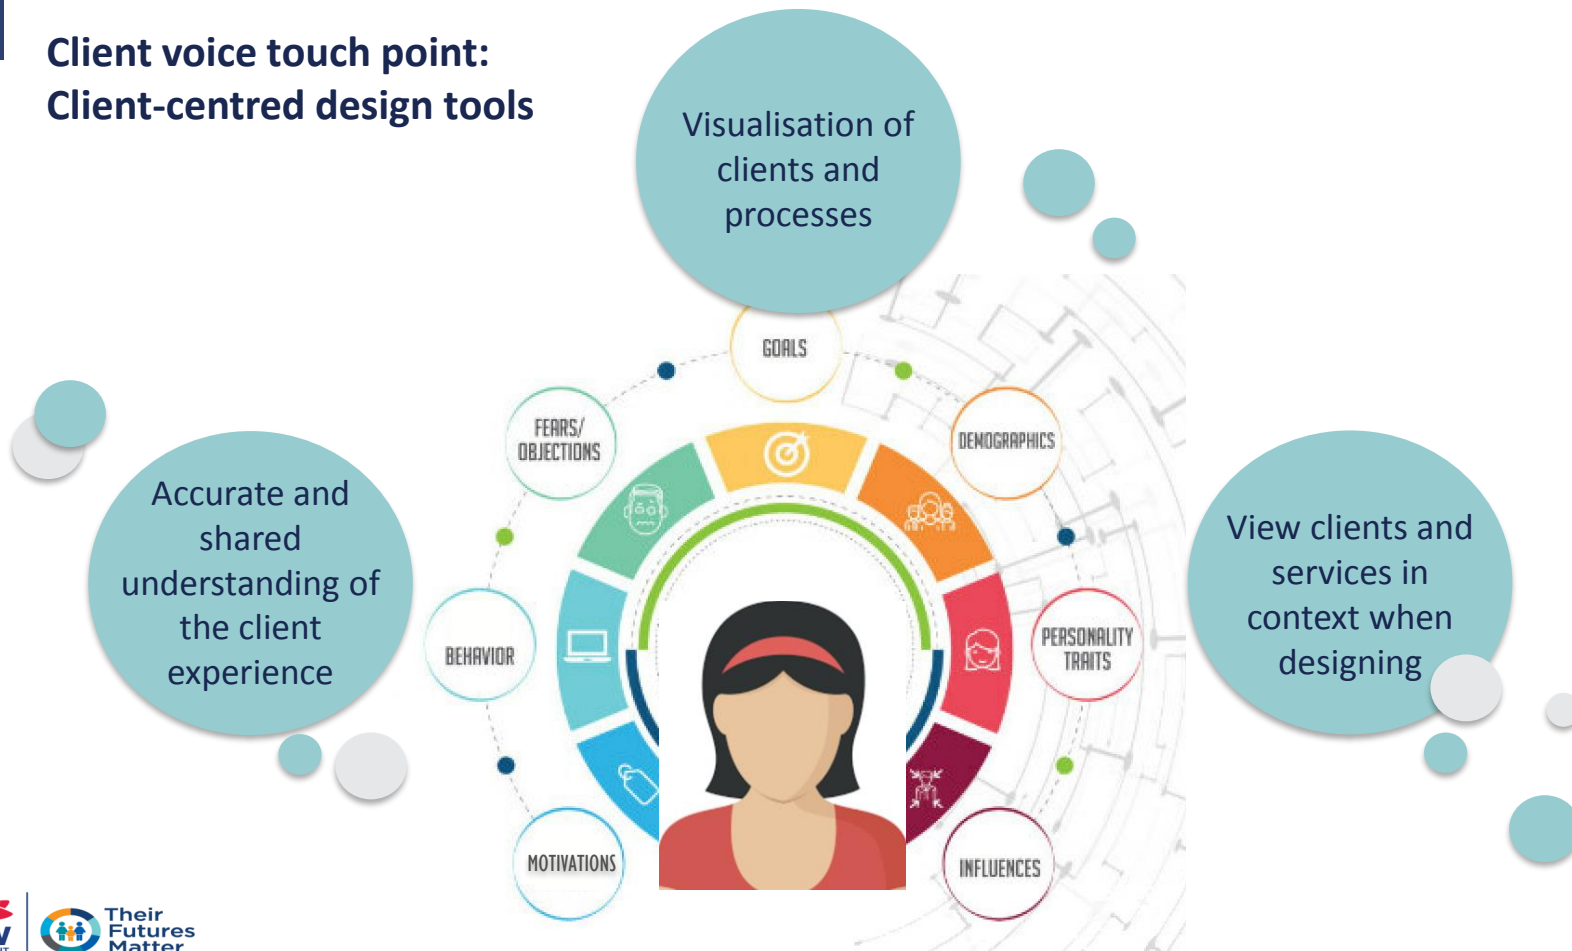 Client voice touch point:
Client-centred design tools
Visualisation of
clients and
processes
GOALS
FEARS/
OBJECTIONS
DEMOGRAPHICS
Accurate and
shared
understanding of
the client
experience
View clients and
services in
context when
designing
BEHAVIOR
PERSONALITY
TRAITS
MOTIVATIONS
INFLUENCES
Their
Futures
Matter